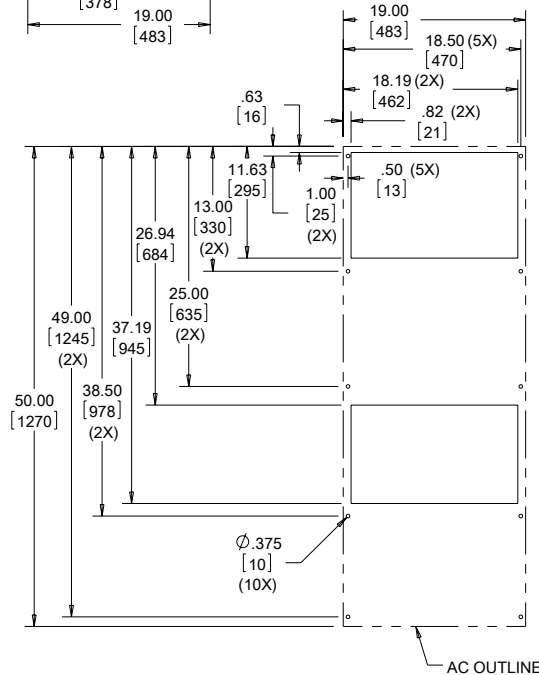 [378]
19.00
[483]
19.00
[483]
18.50 (5X)
[470]
18.19 (2X)
[462]
.63
[16]
.82 (2X)
[21]
11.63
[295]
.50 (5X)
[13]
1.00
[25]
(2X)
13.00
[330]
(2X)
26.94
[684]
25.00
[635]
(2X)
49.00
[1245]
(2X)
37.19
[945]
38.50
[978]
(2X)
50.00
[1270]
Ø.375
[10]
(10X)
AC OUTLINE